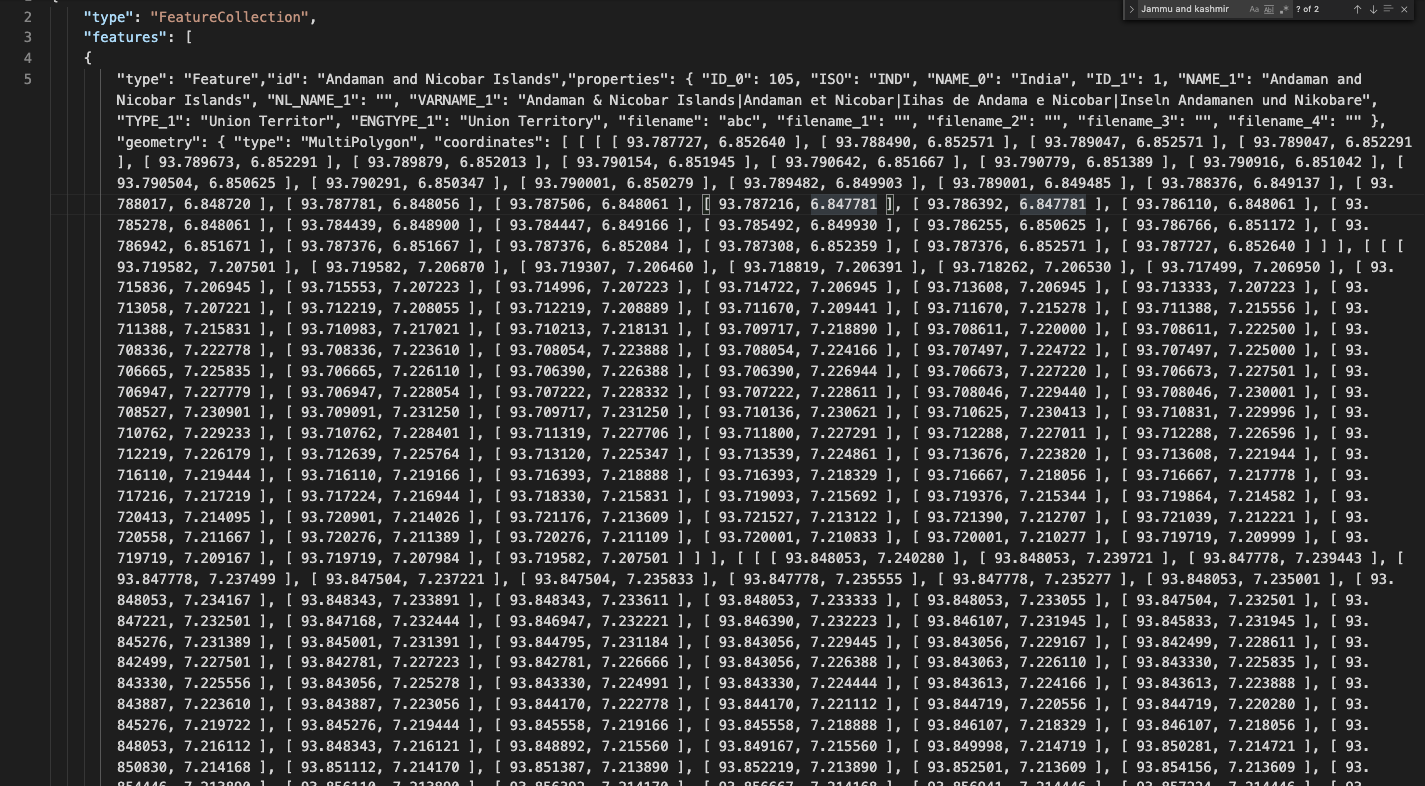 Jammu and kashmir Aa Abl .* ? of 2
2 "type": "FeatureCollection",
3 "features": [
4 {
5 "type": "Feature","id": "Andaman and Nicobar Islands","properties": { "ID_0": 105, "ISO": "IND", "NAME_0": "India", "ID_1": 1, "NAME_1": "Andaman and
Nicobar Islands", "NL_NAME_1": "", "VARNAME_1": "Andaman & Nicobar Islands|Andaman et Nicobar|Iihas de Andama e Nicobar|Inseln Andamanen und Nikobare",
"TYPE_1": "Union Territor", "ENGTYPE_1": "Union Territory", "filename": "abc", "filename_1": "", "filename_2": "", "filename_3": "", "filename_4": "" },
"geometry": { "type": "MultiPolygon", "coordinates": [ [ [ [ 93.787727, 6.852640 ], [ 93.788490, 6.852571 ], [ 93.789047, 6.852571 ], [ 93.789047, 6.852291
], [ 93.789673, 6.852291 ], [ 93.789879, 6.852013 ], [ 93.790154, 6.851945 ], [ 93.790642, 6.851667 ], [ 93.790779, 6.851389 ], [ 93.790916, 6.851042 ], [
93.790504, 6.850625 ], [ 93.790291, 6.850347 ], [ 93.790001, 6.850279 ], [ 93.789482, 6.849903 ], [ 93.789001, 6.849485 ], [ 93.788376, 6.849137 ], [ 93.
788017, 6.848720 ], [ 93.787781, 6.848056 ], [ 93.787506, 6.848061 ], [ 93.787216, 6.847781 ], [ 93.786392, 6.847781 ], [ 93.786110, 6.848061 ], [ 93.
785278, 6.848061 ], [ 93.784439, 6.848900 ], [ 93.784447, 6.849166 ], [ 93.785492, 6.849930 ], [ 93.786255, 6.850625 ], [ 93.786766, 6.851172 ], [ 93.
786942, 6.851671 ], [ 93.787376, 6.851667 ], [ 93.787376, 6.852084 ], [ 93.787308, 6.852359 ], [ 93.787376, 6.852571 ], [ 93.787727, 6.852640 ] ] ], [ [ [
93.719582, 7.207501 ], [ 93.719582, 7.206870 ], [ 93.719307, 7.206460 ], [ 93.718819, 7.206391 ], [ 93.718262, 7.206530 ], [ 93.717499, 7.206950 ], [ 93.
715836, 7.206945 ], [ 93.715553, 7.207223 ], [ 93.714996, 7.207223 ], [ 93.714722, 7.206945 ], [ 93.713608, 7.206945 ], [ 93.713333, 7.207223 ], [ 93.
713058, 7.207221 ], [ 93.712219, 7.208055 ], [ 93.712219, 7.208889 ], [ 93.711670, 7.209441 ], [ 93.711670, 7.215278 ], [ 93.711388, 7.215556 ], [ 93.
711388, 7.215831 ], [ 93.710983, 7.217021 ], [ 93.710213, 7.218131 ], [ 93.709717, 7.218890 ], [ 93.708611, 7.220000 ], [ 93.708611, 7.222500 ], [ 93.
708336, 7.222778 ], [ 93.708336, 7.223610 ], [ 93.708054, 7.223888 ], [ 93.708054, 7.224166 ], [ 93.707497, 7.224722 ], [ 93.707497, 7.225000 ], [ 93.
706665, 7.225835 ], [ 93.706665, 7.226110 ], [ 93.706390, 7.226388 ], [ 93.706390, 7.226944 ], [ 93.706673, 7.227220 ], [ 93.706673, 7.227501 ], [ 93.
706947, 7.227779 ], [ 93.706947, 7.228054 ], [ 93.707222, 7.228332 ], [ 93.707222, 7.228611 ], [ 93.708046, 7.229440 ], [ 93.708046, 7.230001 ], [ 93.
708527, 7.230901 ], [ 93.709091, 7.231250 ], [ 93.709717, 7.231250 ], [ 93.710136, 7.230621 ], [ 93.710625, 7.230413 ], [ 93.710831, 7.229996 ], [ 93.
710762, 7.229233 ], [ 93.710762, 7.228401 ], [ 93.711319, 7.227706 ], [ 93.711800, 7.227291 ], [ 93.712288, 7.227011 ], [ 93.712288, 7.226596 ], [ 93.
712219, 7.226179 ], [ 93.712639, 7.225764 ], [ 93.713120, 7.225347 ], [ 93.713539, 7.224861 ], [ 93.713676, 7.223820 ], [ 93.713608, 7.221944 ], [ 93.
716110, 7.219444 ], [ 93.716110, 7.219166 ], [ 93.716393, 7.218888 ], [ 93.716393, 7.218329 ], [ 93.716667, 7.218056 ], [ 93.716667, 7.217778 ], [ 93.
717216, 7.217219 ], [ 93.717224, 7.216944 ], [ 93.718330, 7.215831 ], [ 93.719093, 7.215692 ], [ 93.719376, 7.215344 ], [ 93.719864, 7.214582 ], [ 93.
720413, 7.214095 ], [ 93.720901, 7.214026 ], [ 93.721176, 7.213609 ], [ 93.721527, 7.213122 ], [ 93.721390, 7.212707 ], [ 93.721039, 7.212221 ], [ 93.
720558, 7.211667 ], [ 93.720276, 7.211389 ], [ 93.720276, 7.211109 ], [ 93.720001, 7.210833 ], [ 93.720001, 7.210277 ], [ 93.719719, 7.209999 ], [ 93.
719719, 7.209167 ], [ 93.719719, 7.207984 ], [ 93.719582, 7.207501 ] ] ], [ [ [ 93.848053, 7.240280 ], [ 93.848053, 7.239721 ], [ 93.847778, 7.239443 ], [
93.847778, 7.237499 ], [ 93.847504, 7.237221 ], [ 93.847504, 7.235833 ], [ 93.847778, 7.235555 ], [ 93.847778, 7.235277 ], [ 93.848053, 7.235001 ], [ 93.
848053, 7.234167 ], [ 93.848343, 7.233891 ], [ 93.848343, 7.233611 ], [ 93.848053, 7.233333 ], [ 93.848053, 7.233055 ], [ 93.847504, 7.232501 ], [ 93.
847221, 7.232501 ], [ 93.847168, 7.232444 ], [ 93.846947, 7.232221 ], [ 93.846390, 7.232223 ], [ 93.846107, 7.231945 ], [ 93.845833, 7.231945 ], [ 93.
845276, 7.231389 ], [ 93.845001, 7.231391 ], [ 93.844795, 7.231184 ], [ 93.843056, 7.229445 ], [ 93.843056, 7.229167 ], [ 93.842499, 7.228611 ], [ 93.
842499, 7.227501 ], [ 93.842781, 7.227223 ], [ 93.842781, 7.226666 ], [ 93.843056, 7.226388 ], [ 93.843063, 7.226110 ], [ 93.843330, 7.225835 ], [ 93.
843330, 7.225556 ], [ 93.843056, 7.225278 ], [ 93.843330, 7.224991 ], [ 93.843330, 7.224444 ], [ 93.843613, 7.224166 ], [ 93.843613, 7.223888 ], [ 93.
843887, 7.223610 ], [ 93.843887, 7.223056 ], [ 93.844170, 7.222778 ], [ 93.844170, 7.221112 ], [ 93.844719, 7.220556 ], [ 93.844719, 7.220280 ], [ 93.
845276, 7.219722 ], [ 93.845276, 7.219444 ], [ 93.845558, 7.219166 ], [ 93.845558, 7.218888 ], [ 93.846107, 7.218329 ], [ 93.846107, 7.218056 ], [ 93.
848053, 7.216112 ], [ 93.848343, 7.216121 ], [ 93.848892, 7.215560 ], [ 93.849167, 7.215560 ], [ 93.849998, 7.214719 ], [ 93.850281, 7.214721 ], [ 93.
850830, 7.214168 ], [ 93.851112, 7.214170 ], [ 93.851387, 7.213890 ], [ 93.852219, 7.213890 ], [ 93.852501, 7.213609 ], [ 93.854156, 7.213609 ], [ 93.